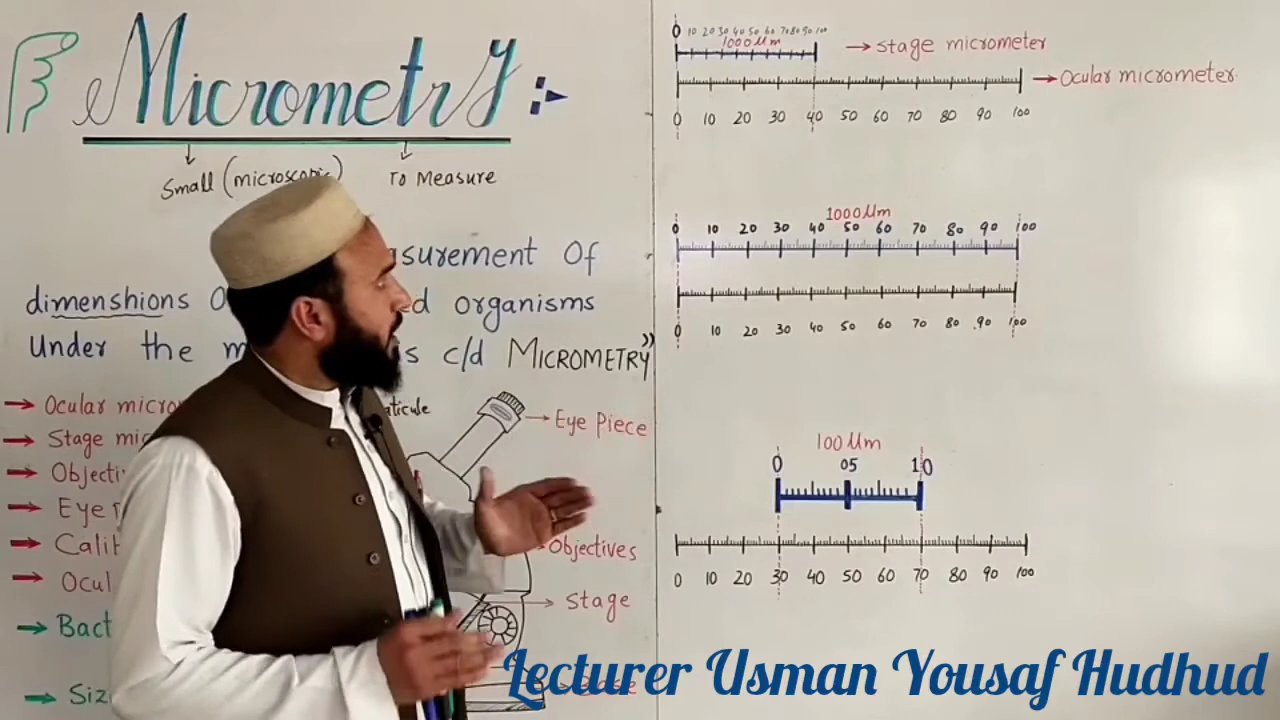 Micrometry :-
Small (microscopic) To Measure
asurement Of
dimenshions O ed organisms
Under the m s c/d MICROMETRY"
Ocular micro aticule
Stage mic
Objecti
Eye
Calib
Ocul
Bact
Siz
Eye Piece
Objectives
Stage
Base
0 10 20 30 40 50 60 70 80 90 100
1000 Um
stage micrometer
Ocular micrometer
0 10 20 30 40 50 60 70 80 90 100
1000 Um
0 10 20 30 40 50 60 70 80 90 100
0 10 20 30 40 50 60 70 80 90 100
100 Um
0 05 10
0 10 20 30 40 50 60 70 80 90 100
Lecturer Usman Yousaf Hudhud